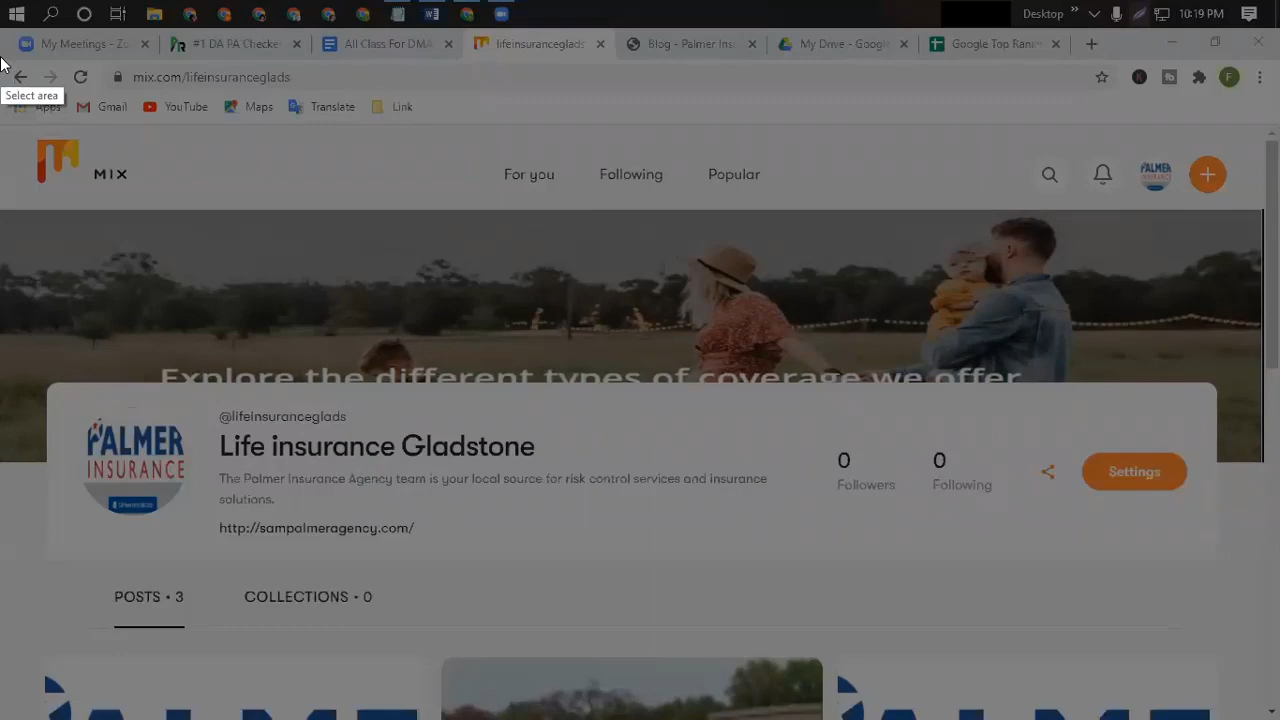 Desktop
10:19 PM
My Meetings - Zo
#1 DA PA Checke
All Class For DMA
lifeinsuranceglads
Blog - Palmer Ins
My Drive - Googl
Google Top Ran
mix.com/lifeinsuranceglads
F
Select area
Apps
Gmail
YouTube
Maps
Translate
Link
MIX
For you
Following
Popular
PALMER
INSURANCE
Explore the different types of coverage we offer
@lifeinsuranceglads
Life insurance Gladstone
The Palmer Insurance Agency team is your local source for risk control services and insurance
solutions.
http://sampalmeragency.com/
PALMER
INSURANCE
0
Followers
0
Following
Settings
POSTS • 3
COLLECTIONS • 0